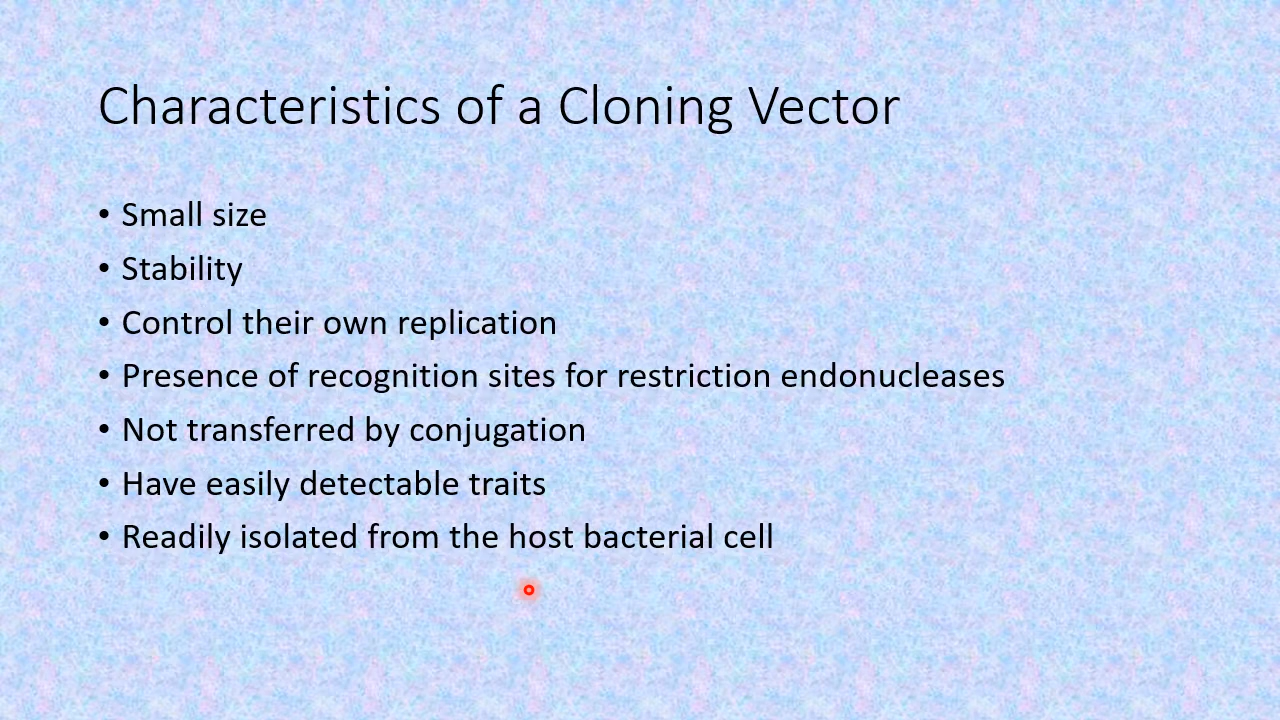 Characteristics of a Cloning Vector
• Small size
• Stability
• Control their own replication
• Presence of recognition sites for restriction endonucleases
• Not transferred by conjugation
• Have easily detectable traits
• Readily isolated from the host bacterial cell